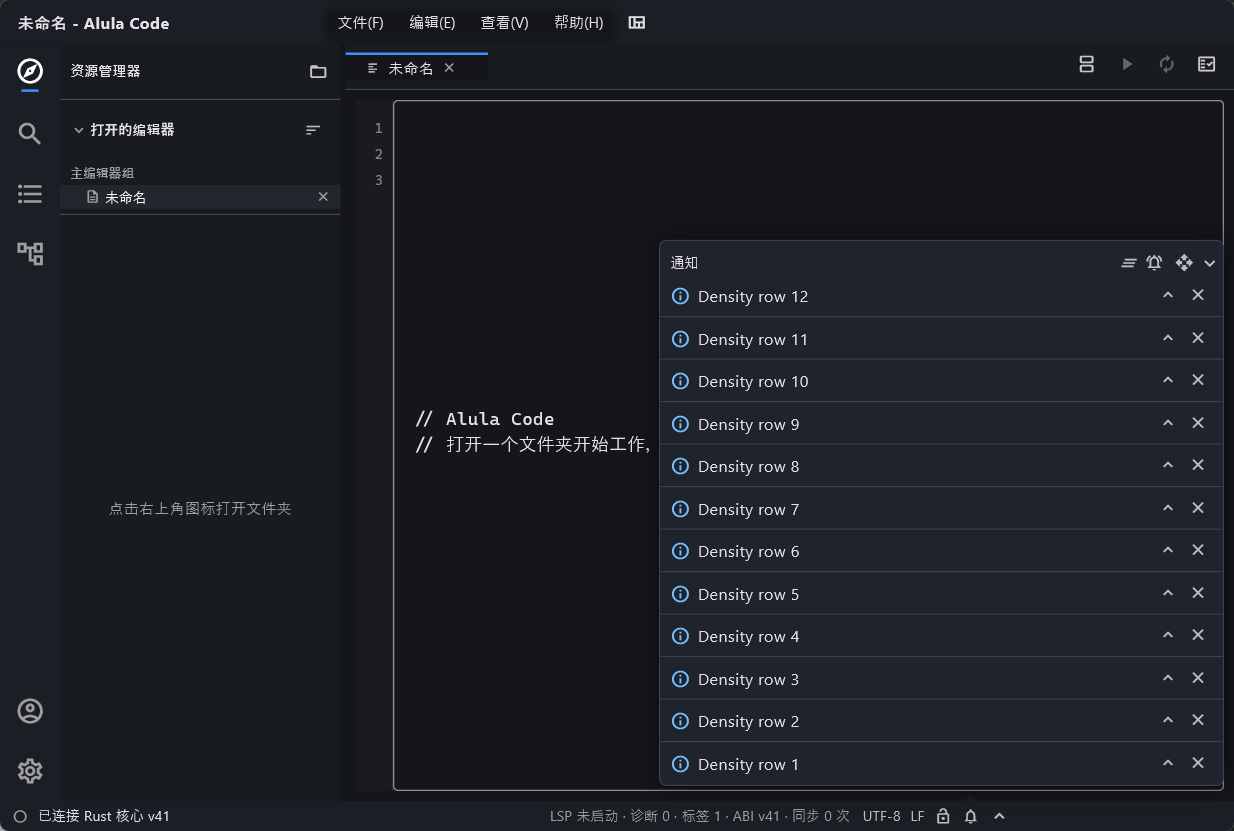 未命名 - Alula Code
文件(F) 编辑(E) 查看(V) 帮助(H)
资源管理器
打开的编辑器
主编辑器组
未命名
点击右上角图标打开文件夹
未命名
1
2
3
// Alula Code
// 打开一个文件夹开始工作,
通知
Density row 12
Density row 11
Density row 10
Density row 9
Density row 8
Density row 7
Density row 6
Density row 5
Density row 4
Density row 3
Density row 2
Density row 1
已连接 Rust 核心 v41
LSP 未启动 · 诊断 0 · 标签 1 · ABI v41 · 同步 0 次 UTF-8 LF